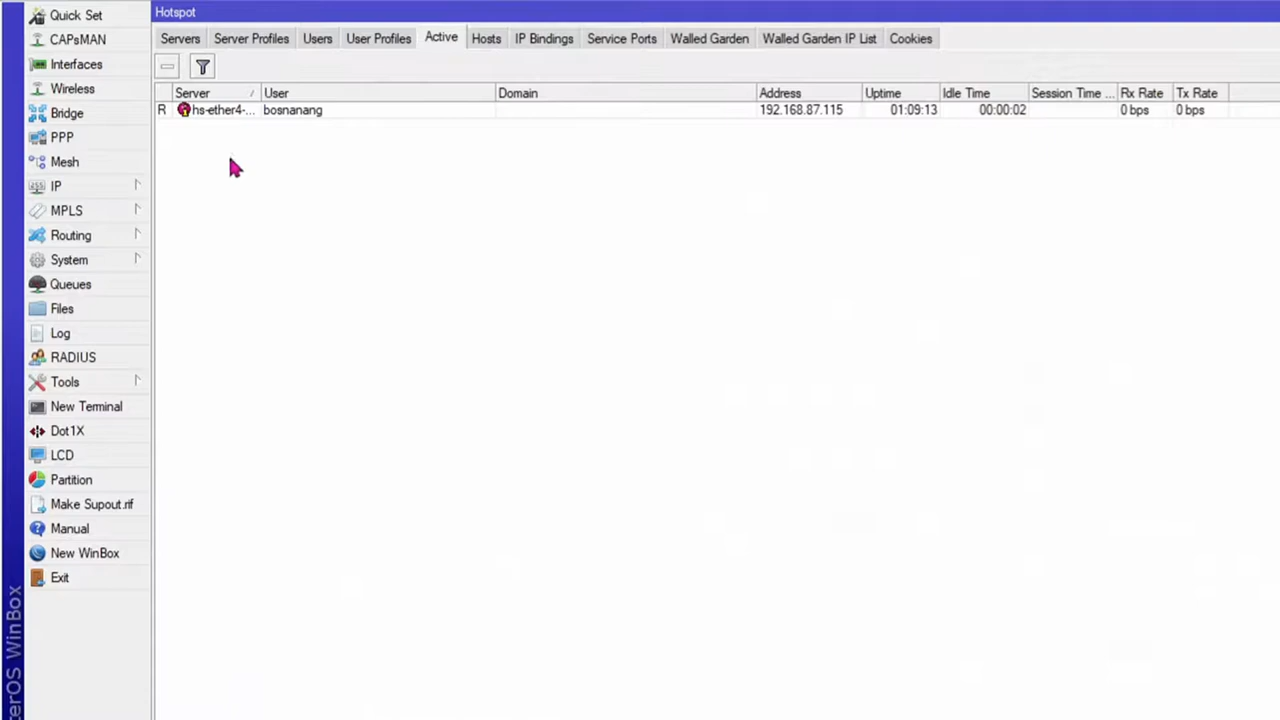 Quick Set
CAPsMAN
Interfaces
Wireless
Bridge
PPP
Mesh
IP
MPLS
Routing
System
Queues
Files
Log
RADIUS
Tools
New Terminal
Dot1X
LCD
Partition
Make Supout.rif
Manual
New WinBox
Exit
terOS WinBox
Hotspot
Servers Server Profiles Users User Profiles Active Hosts IP Bindings Service Ports Walled Garden Walled Garden IP List Cookies
Server User Domain Address Uptime Idle Time Session Time ... Rx Rate Tx Rate
R hs-ether4-... bosnanang 192.168.87.115 01:09:13 00:00:02 0 bps 0 bps